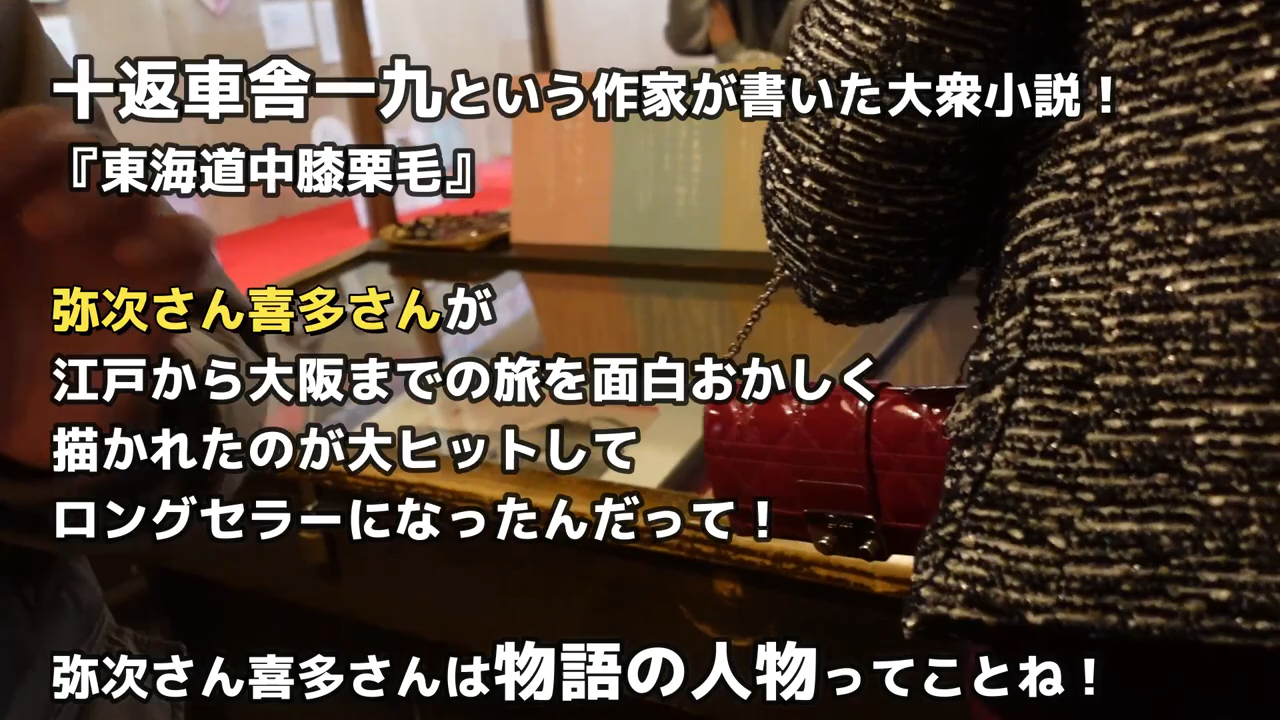 十返車舎一九という作家が書いた大衆小説！
『東海道中膝栗毛』
弥次さん喜多さんが
江戸から大阪までの旅を面白おかしく
描かれたのが大ヒットして
ロングセラーになったんだって！
弥次さん喜多さんは物語の人物ってことね！